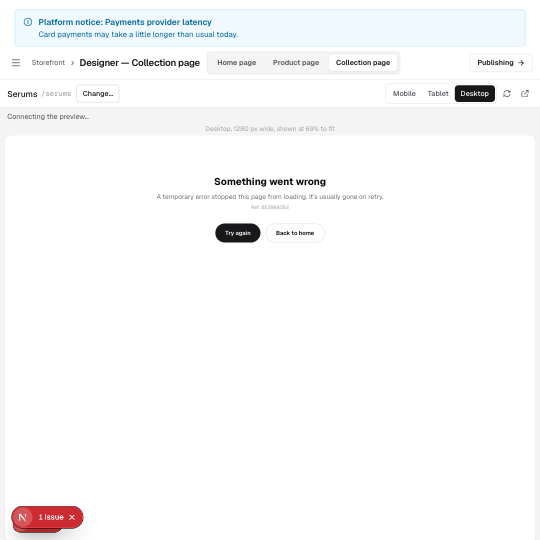 Platform notice: Payments provider latency
Card payments may take a little longer than usual today.
Storefront > Designer — Collection page
Home page
Product page
Collection page
Publishing →
Serums /serums
Change…
Mobile
Tablet
Desktop
Connecting the preview…
Desktop, 1280 px wide, shown at 69% to fit
Something went wrong
A temporary error stopped this page from loading. It's usually gone on retry.
Try again
Back to home
N
1 Issue